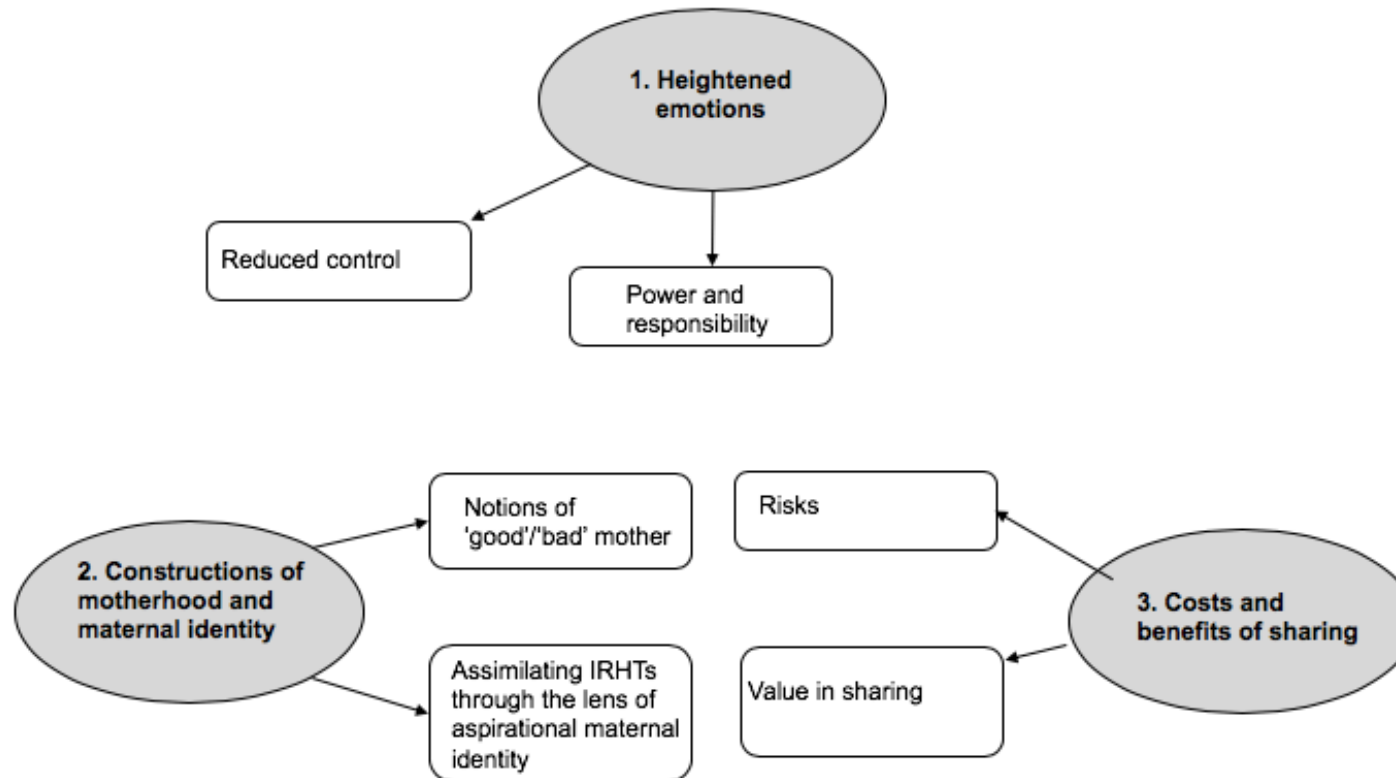 1. Heightened
emotions
Reduced control
Power and
responsibility
Notions of
‘good’/‘bad’ mother
Risks
2. Constructions of
motherhood and
maternal identity
3. Costs and
benefits of sharing
Assimilating IRHTs
through the lens of
aspirational maternal
identity
Value in sharing